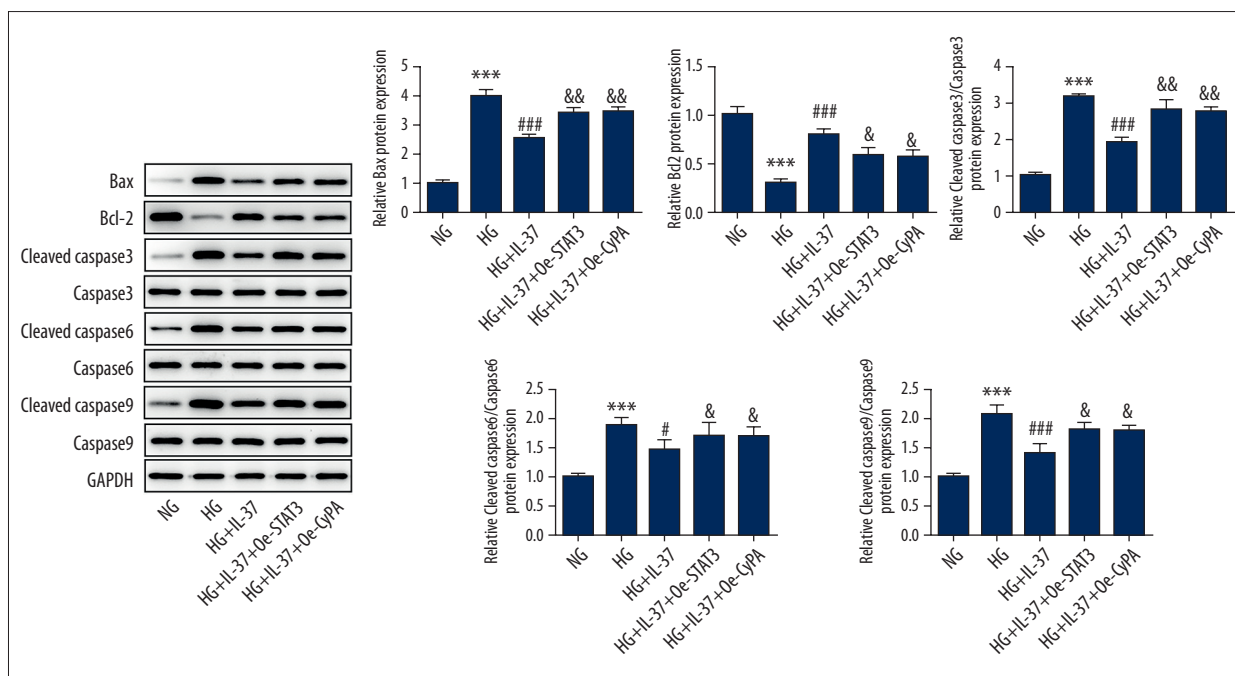 Bax
Bcl-2
Cleaved caspase3
Caspase3
Cleaved caspase6
Caspase6
Cleaved caspase9
Caspase9
GAPDH
NG
HG
HG+IL-37
HG+IL-37+Oe-STAT3
HG+IL-37+Oe-CyPA
Relative Bax protein expression
5
4
3
2
1
0
***
###
&&
&&
NG
HG
HG+IL-37
HG+IL-37+Oe-STAT3
HG+IL-37+Oe-CyPA
Relative Bcl2 protein expression
1.5
1.0
0.5
0.0
***
###
&
&
NG
HG
HG+IL-37
HG+IL-37+Oe-STAT3
HG+IL-37+Oe-CyPA
Relative Cleaved caspase3/Caspase3
protein expression
4
3
2
1
0
***
###
&&
&&
NG
HG
HG+IL-37
HG+IL-37+Oe-STAT3
HG+IL-37+Oe-CyPA
Relative Cleaved caspase6/Caspase6
protein expression
2.5
2.0
1.5
1.0
0.5
0.0
***
#
&
&
NG
HG
HG+IL-37
HG+IL-37+Oe-STAT3
HG+IL-37+Oe-CyPA
Relative Cleaved caspase9/Caspase9
protein expression
2.5
2.0
1.5
1.0
0.5
0.0
***
###
&
&
NG
HG
HG+IL-37
HG+IL-37+Oe-STAT3
HG+IL-37+Oe-CyPA